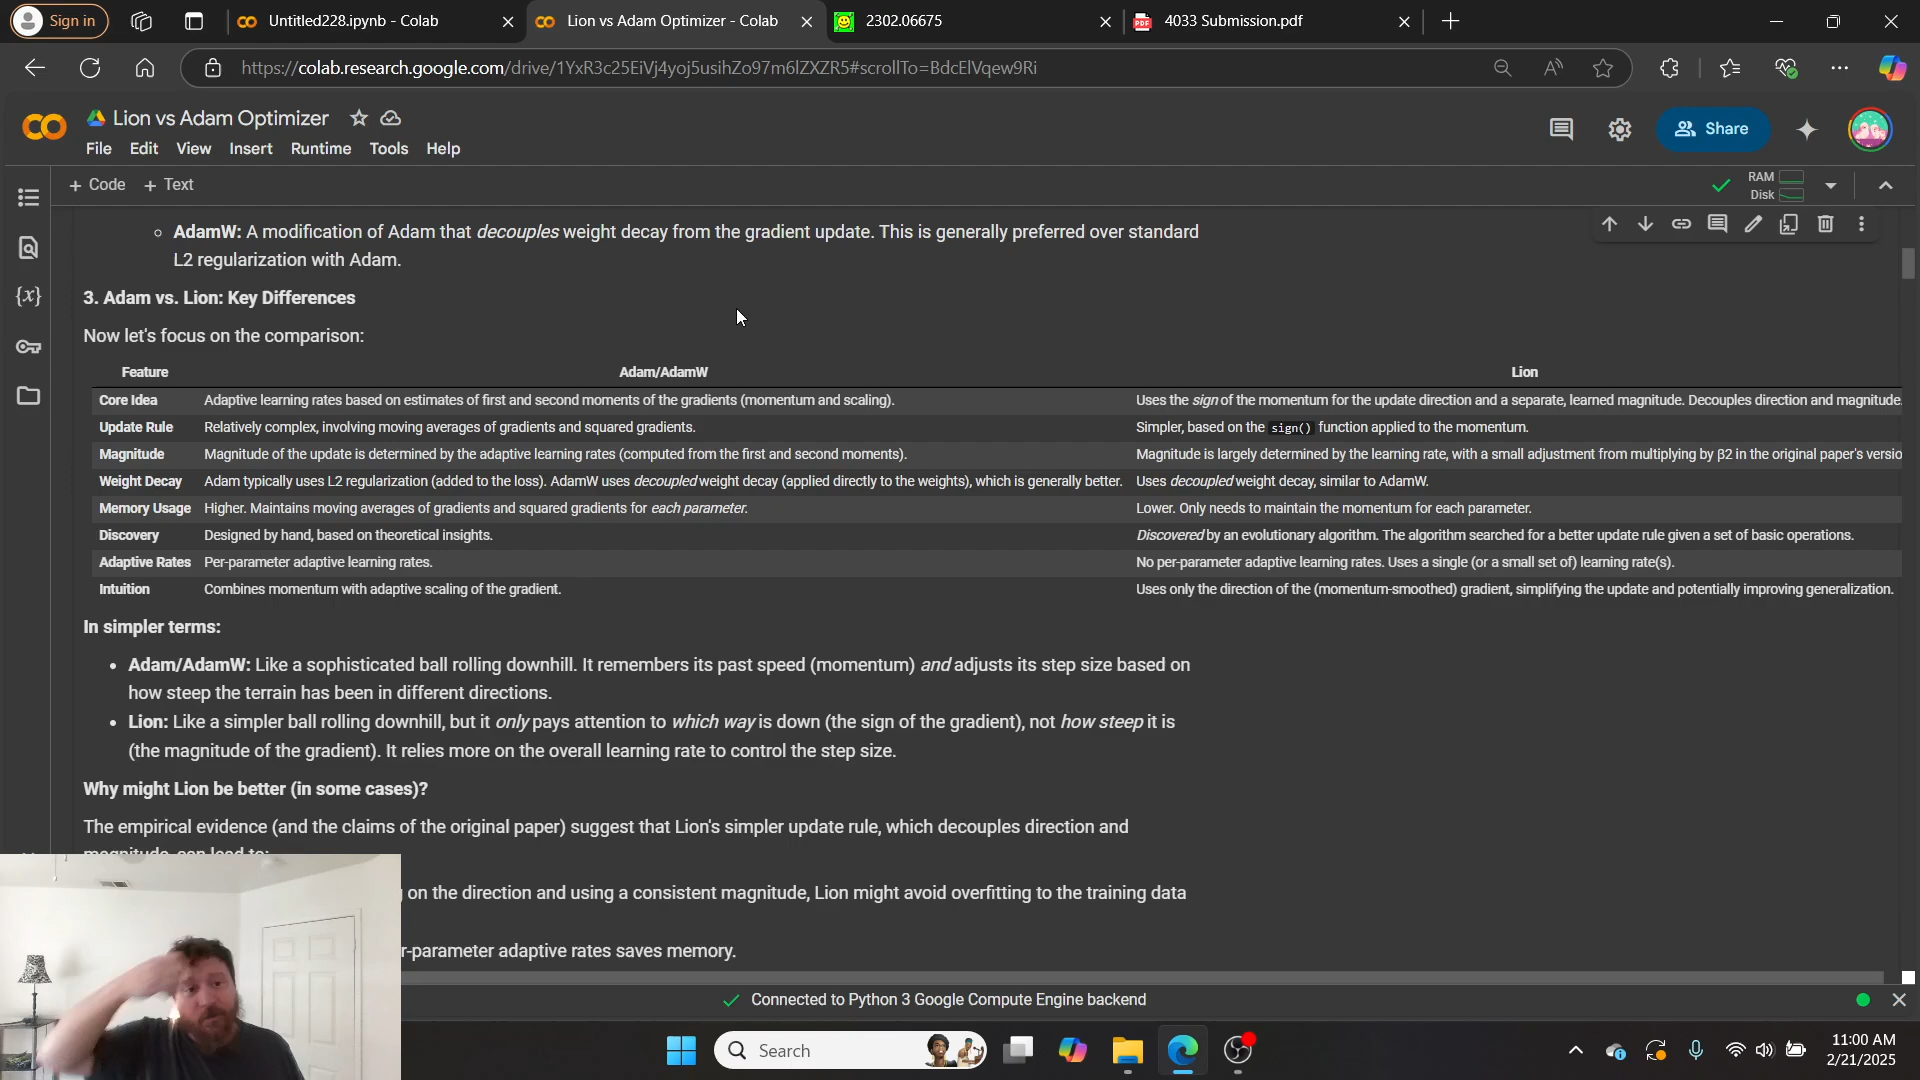 Sign in
Untitled228.ipynb - Colab
Lion vs Adam Optimizer - Colab
2302.06675
4033 Submission.pdf
https://colab.research.google.com/drive/1YxR3c25EiVj4yoj5usihZo97m6lZXZR5#scrollTo=BdcElVqew9Ri
Lion vs Adam Optimizer
File Edit View Insert Runtime Tools Help
Share
+ Code + Text
RAM
Disk
AdamW: A modification of Adam that decouples weight decay from the gradient update. This is generally preferred over standard
L2 regularization with Adam.
3. Adam vs. Lion: Key Differences
Now let's focus on the comparison:
Feature Adam/AdamW Lion
Core Idea Adaptive learning rates based on estimates of first and second moments of the gradients (momentum and scaling). Uses the sign of the momentum for the update direction and a separate, learned magnitude. Decouples direction and magnitude.
Update Rule Relatively complex, involving moving averages of gradients and squared gradients. Simpler, based on the sign() function applied to the momentum.
Magnitude Magnitude of the update is determined by the adaptive learning rates (computed from the first and second moments). Magnitude is largely determined by the learning rate, with a small adjustment from multiplying by β2 in the original paper's versio
Weight Decay Adam typically uses L2 regularization (added to the loss). AdamW uses decoupled weight decay (applied directly to the weights), which is generally better. Uses decoupled weight decay, similar to AdamW.
Memory Usage Higher. Maintains moving averages of gradients and squared gradients for each parameter. Lower. Only needs to maintain the momentum for each parameter.
Discovery Designed by hand, based on theoretical insights. Discovered by an evolutionary algorithm. The algorithm searched for a better update rule given a set of basic operations.
Adaptive Rates Per-parameter adaptive learning rates. No per-parameter adaptive learning rates. Uses a single (or a small set of) learning rate(s).
Intuition Combines momentum with adaptive scaling of the gradient. Uses only the direction of the (momentum-smoothed) gradient, simplifying the update and potentially improving generalization.
In simpler terms:
Adam/AdamW: Like a sophisticated ball rolling downhill. It remembers its past speed (momentum) and adjusts its step size based on
how steep the terrain has been in different directions.
Lion: Like a simpler ball rolling downhill, but it only pays attention to which way is down (the sign of the gradient), not how steep it is
(the magnitude of the gradient). It relies more on the overall learning rate to control the step size.
Why might Lion be better (in some cases)?
The empirical evidence (and the claims of the original paper) suggest that Lion's simpler update rule, which decouples direction and
magnitude, can lead to:
on the direction and using a consistent magnitude, Lion might avoid overfitting to the training data
r-parameter adaptive rates saves memory.
Connected to Python 3 Google Compute Engine backend
Search
11:00 AM
2/21/2025